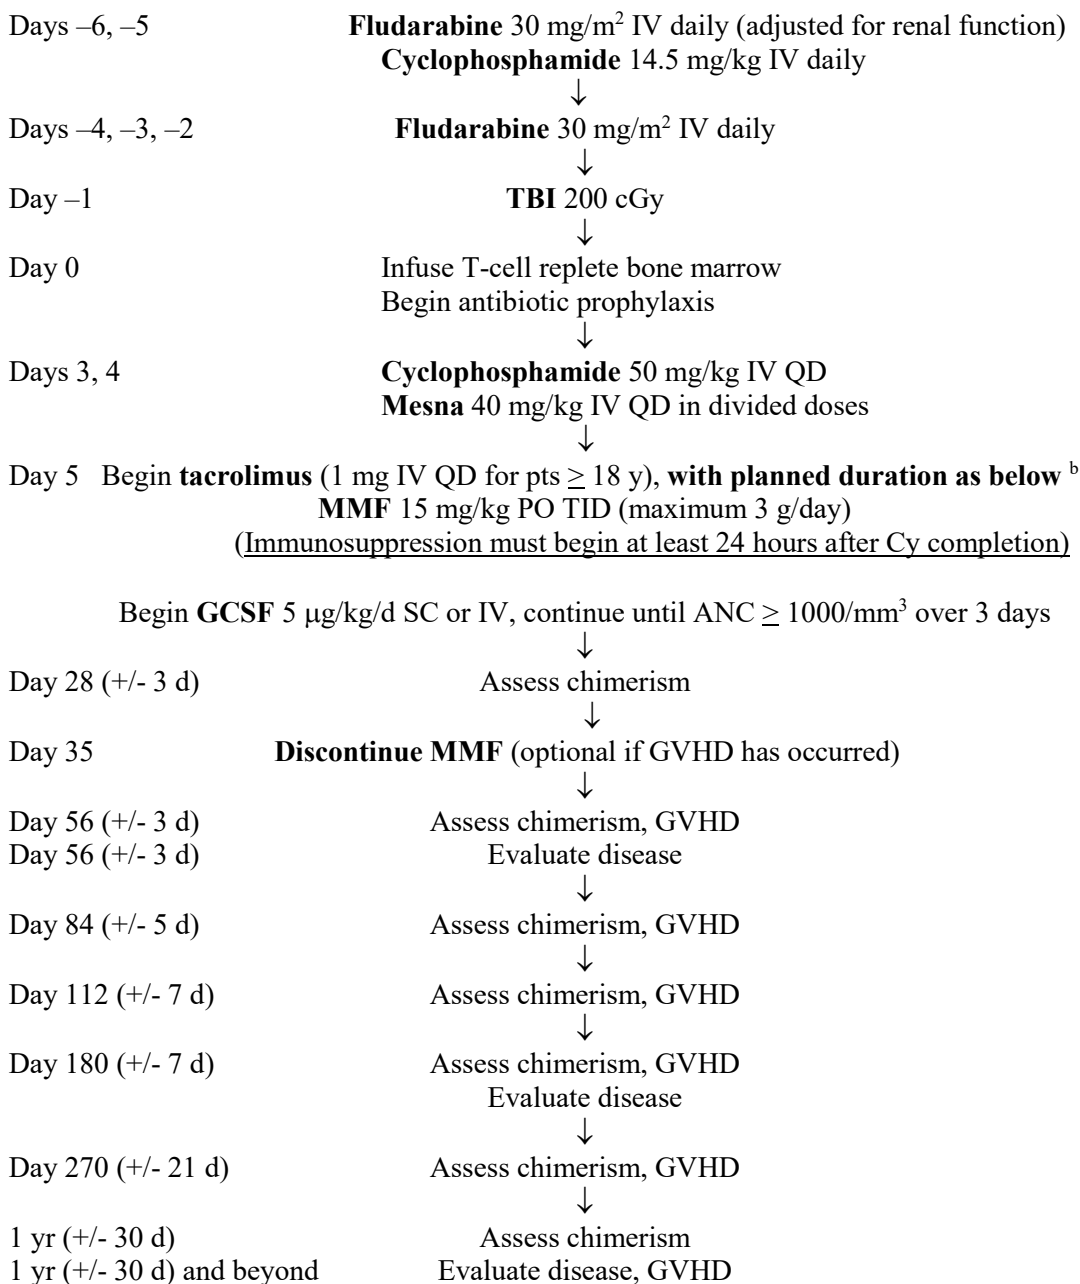 Days –6, –5 Fludarabine 30 mg/m² IV daily (adjusted for renal function)
Cyclophosphamide 14.5 mg/kg IV daily
↓
Days –4, –3, –2 Fludarabine 30 mg/m² IV daily
↓
Day –1 TBI 200 cGy
↓
Day 0 Infuse T-cell replete bone marrow
Begin antibiotic prophylaxis
↓
Days 3, 4 Cyclophosphamide 50 mg/kg IV QD
Mesna 40 mg/kg IV QD in divided doses
↓
Day 5 Begin tacrolimus (1 mg IV QD for pts ≥ 18 y), with planned duration as below ᵇ
MMF 15 mg/kg PO TID (maximum 3 g/day)
(Immunosuppression must begin at least 24 hours after Cy completion)
Begin GCSF 5 μg/kg/d SC or IV, continue until ANC ≥ 1000/mm³ over 3 days
↓
Day 28 (+/- 3 d) Assess chimerism
↓
Day 35 Discontinue MMF (optional if GVHD has occurred)
↓
Day 56 (+/- 3 d) Assess chimerism, GVHD
Day 56 (+/- 3 d) Evaluate disease
↓
Day 84 (+/- 5 d) Assess chimerism, GVHD
↓
Day 112 (+/- 7 d) Assess chimerism, GVHD
↓
Day 180 (+/- 7 d) Assess chimerism, GVHD
Evaluate disease
↓
Day 270 (+/- 21 d) Assess chimerism, GVHD
↓
1 yr (+/- 30 d) Assess chimerism
1 yr (+/- 30 d) and beyond Evaluate disease, GVHD